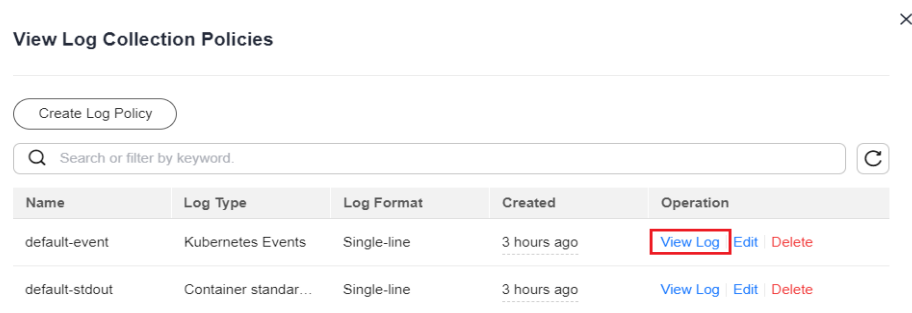 View Log Collection Policies
Create Log Policy
Search or filter by keyword.
Name Log Type Log Format Created Operation
default-event Kubernetes Events Single-line 3 hours ago View Log Edit Delete
default-stdout Container standar... Single-line 3 hours ago View Log Edit Delete